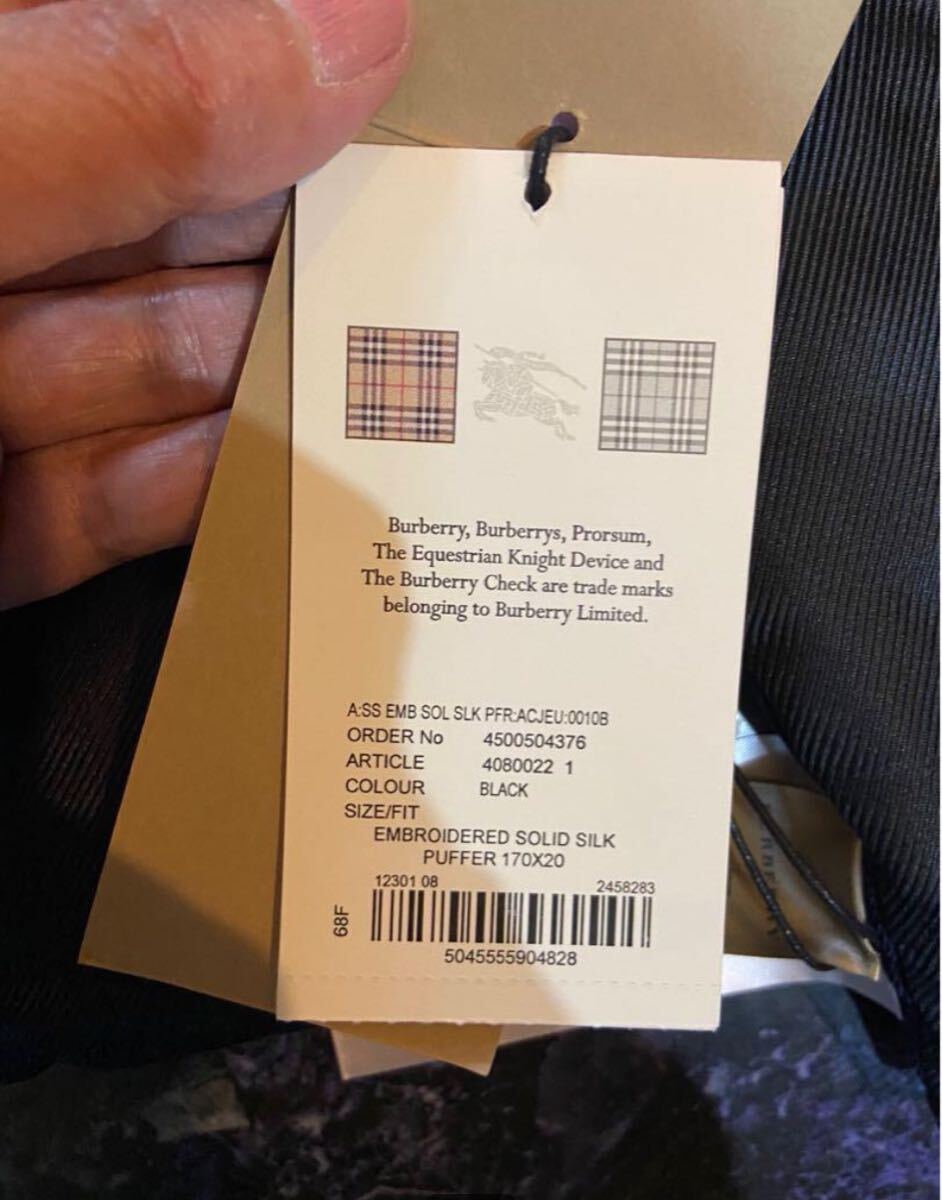 Burberry, Burberrys, Prorsum,
The Equestrian Knight Device and
The Burberry Check are trade marks
belonging to Burberry Limited.
A:SS EMB SOL SLK PFR:ACJEU:0010B
ORDER No 4500504376
ARTICLE 4080022 1
COLOUR BLACK
SIZE/FIT
EMBROIDERED SOLID SILK
PUFFER 170X20
12301 08 2458283
68F
5045555904828